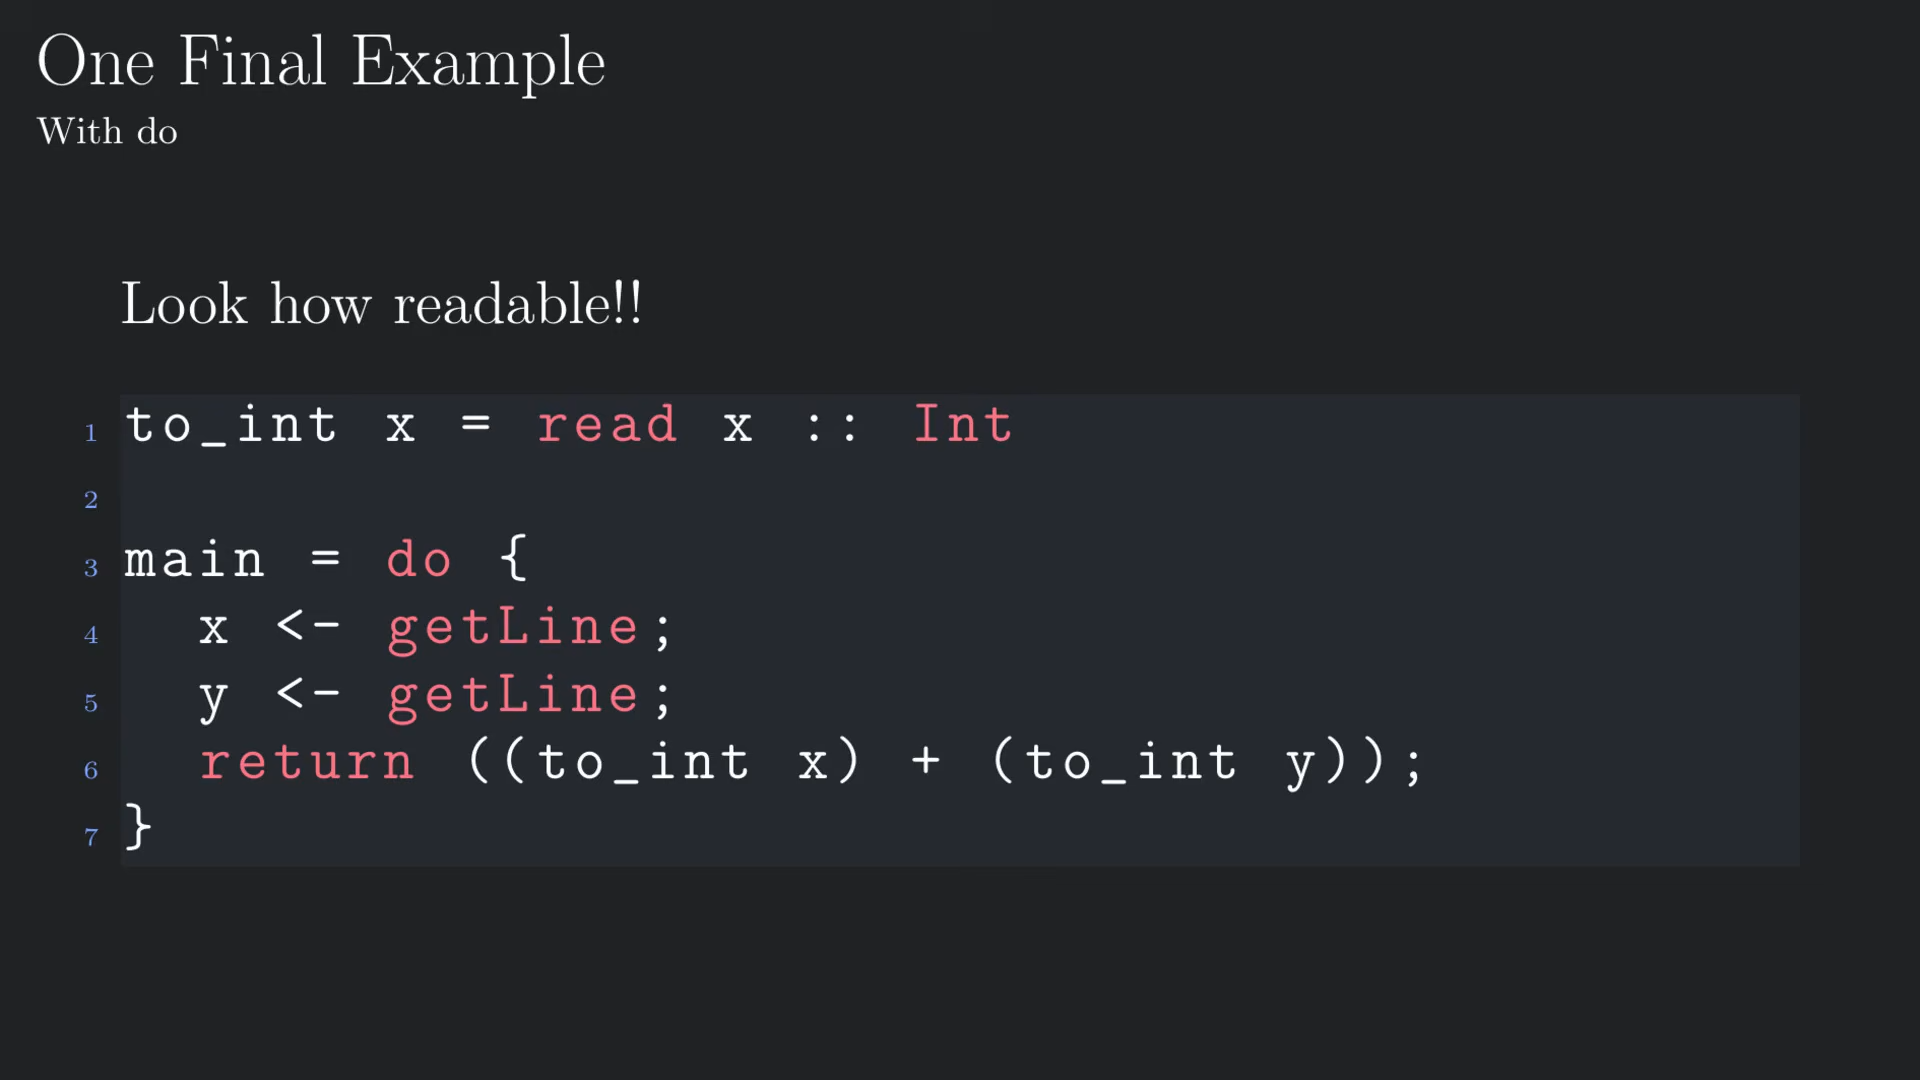 One Final Example
With do
Look how readable!!
1 to_int x = read x :: Int
2
3 main = do {
4   x <- getLine;
5   y <- getLine;
6   return ((to_int x) + (to_int y));
7 }